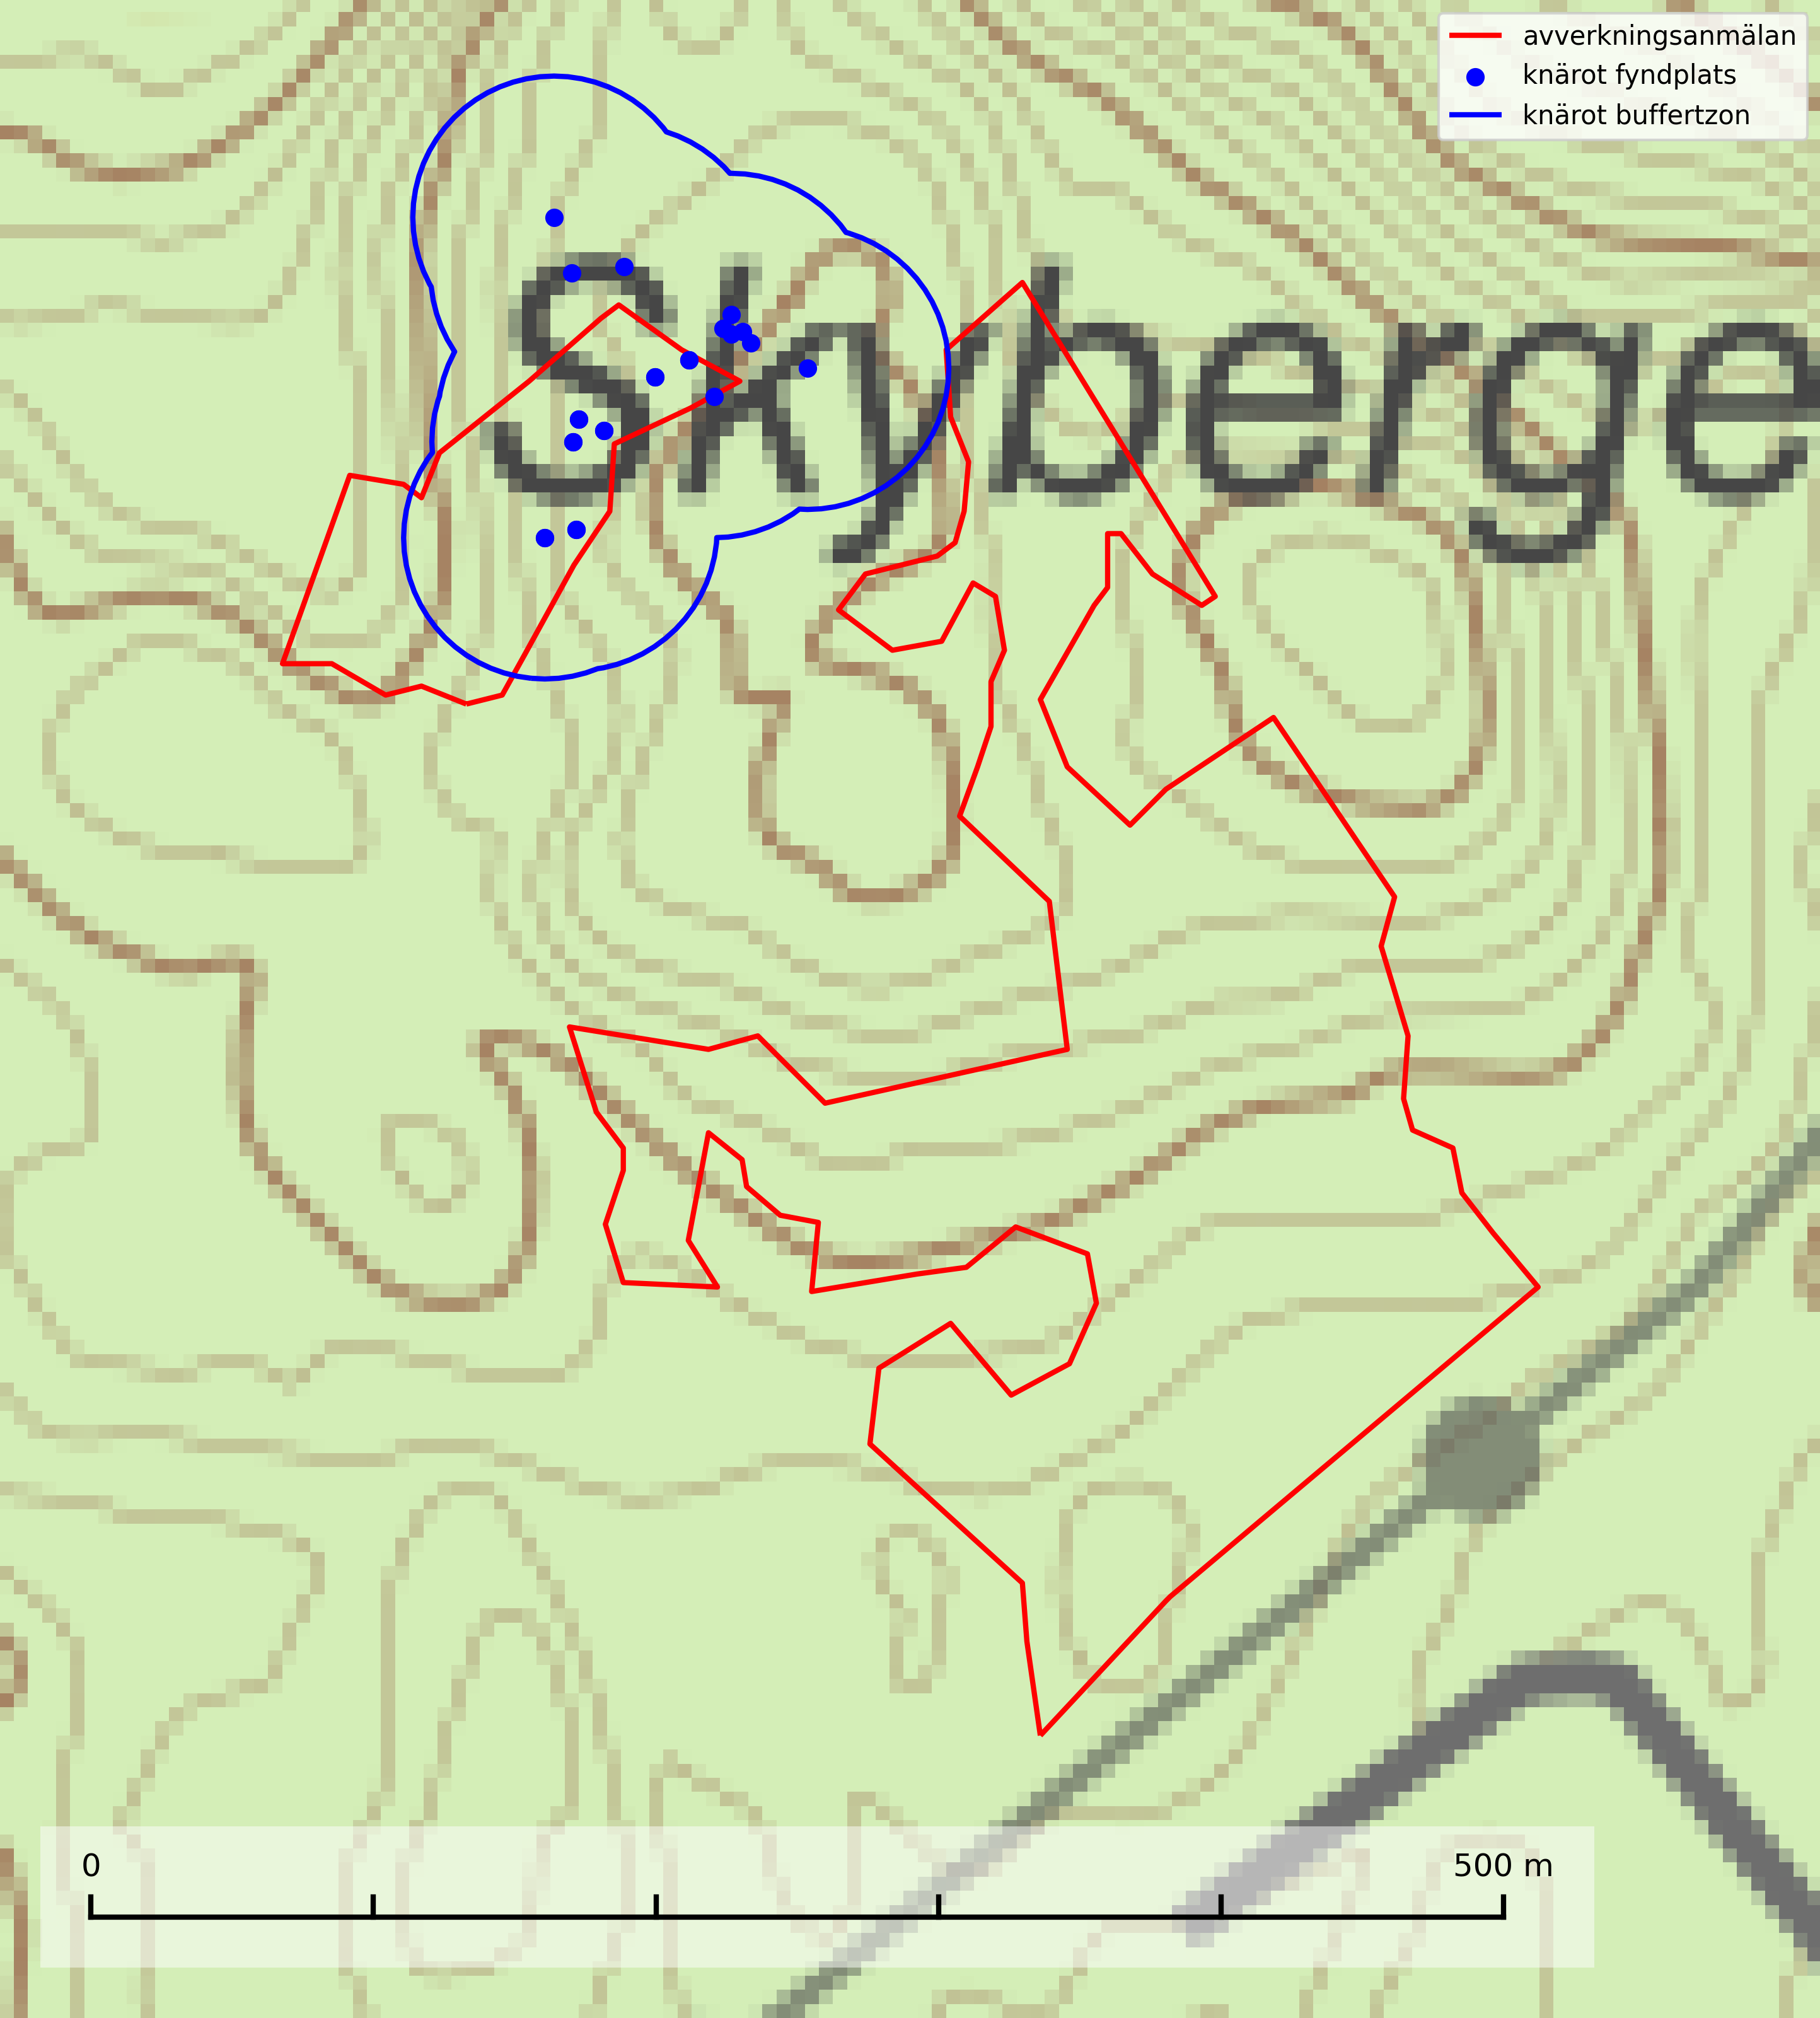 avverkningsanmälan
knärot fyndplats
knärot buffertzon
Skyberge
0 500 m